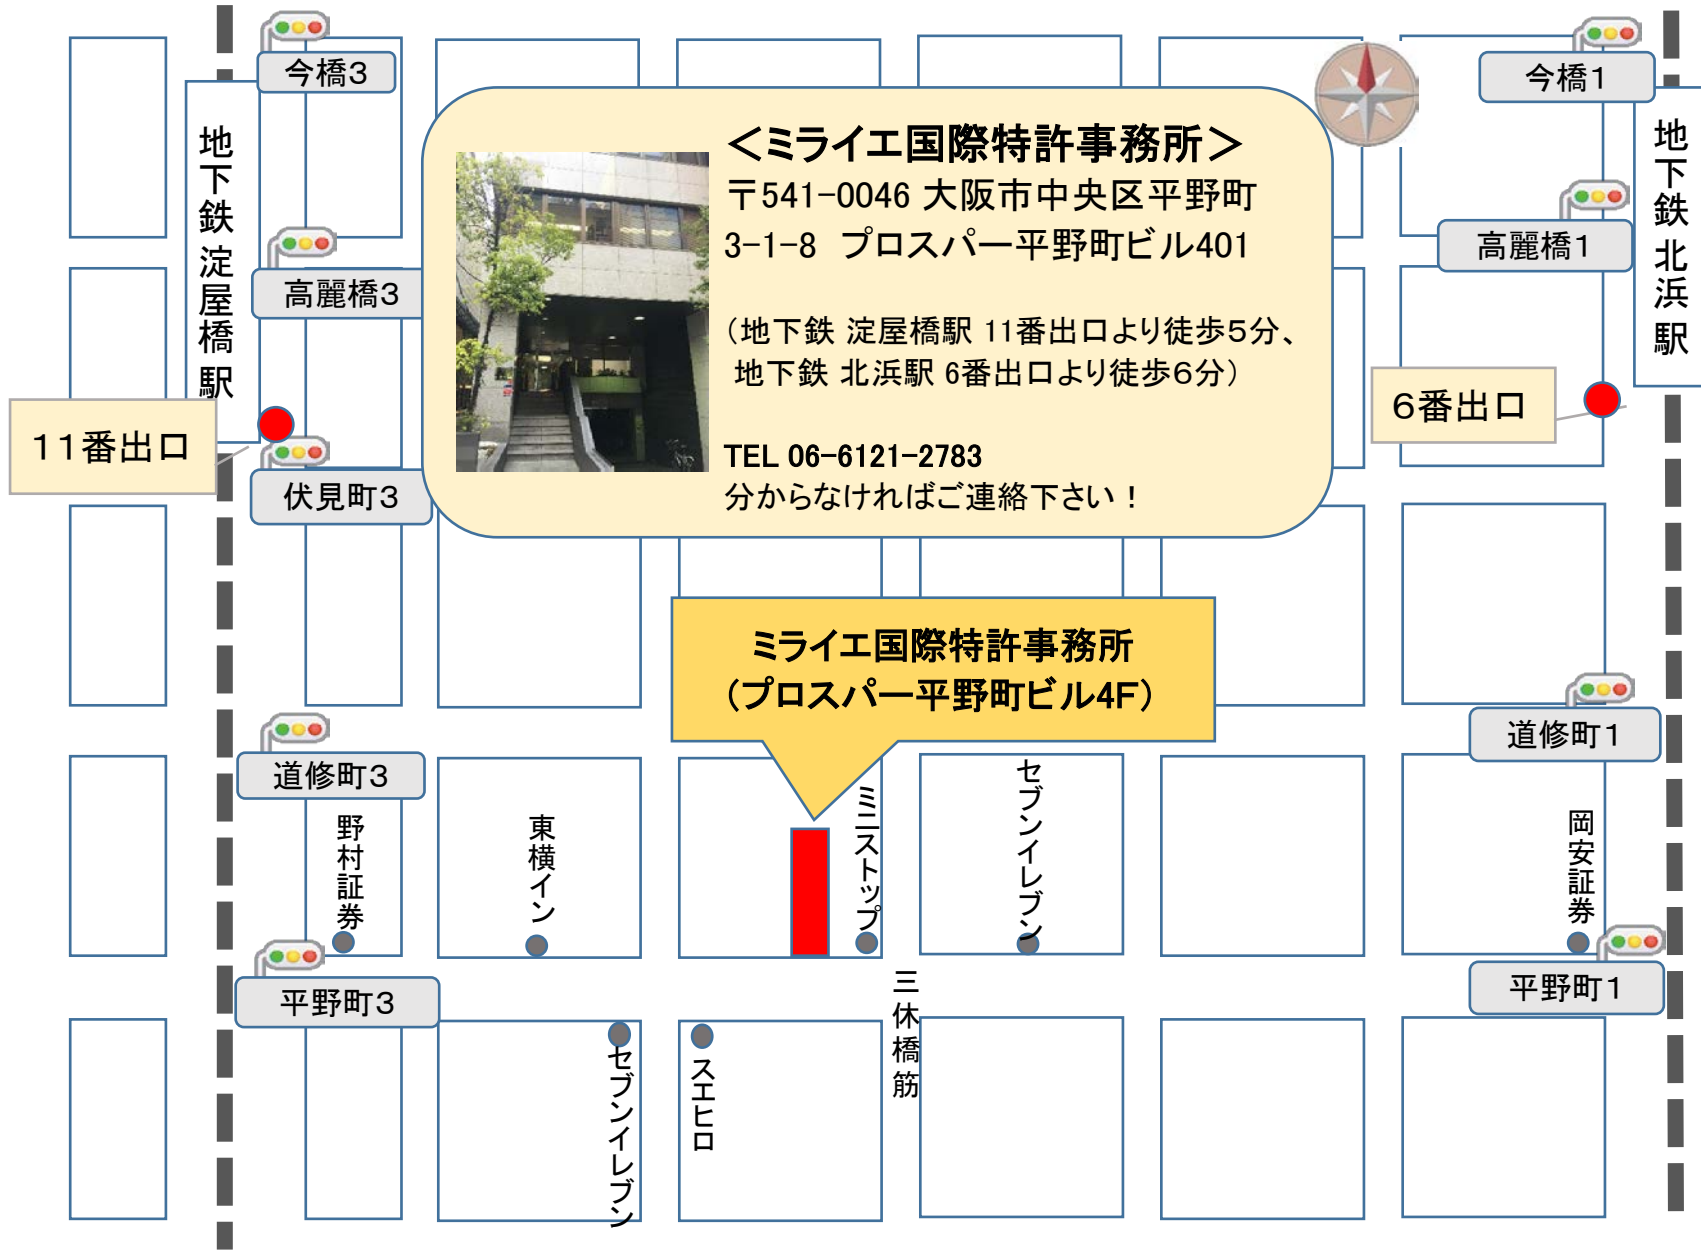 今橋3
今橋1
地下鉄 淀屋橋駅
地下鉄 北浜駅
＜ミライエ国際特許事務所＞
〒541-0046 大阪市中央区平野町
3-1-8 プロスパー平野町ビル401
（地下鉄 淀屋橋駅 11番出口より徒歩5分、
地下鉄 北浜駅 6番出口より徒歩6分）
TEL 06-6121-2783
分からなければご連絡下さい！
高麗橋3
高麗橋1
11番出口
6番出口
伏見町3
ミライエ国際特許事務所
（プロスパー平野町ビル4F）
道修町3
道修町1
野村証券
東横イン
ミニストップ
セブンイレブン
岡安証券
平野町3
平野町1
三休橋筋
セブンイレブン
スエヒロ